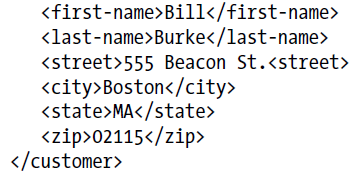 <first-name>Bill</first-name>
<last-name>Burke</last-name>
<street>555 Beacon St.<street>
<city>Boston</city>
<state>MA</state>
<zip>02115</zip>
</customer>